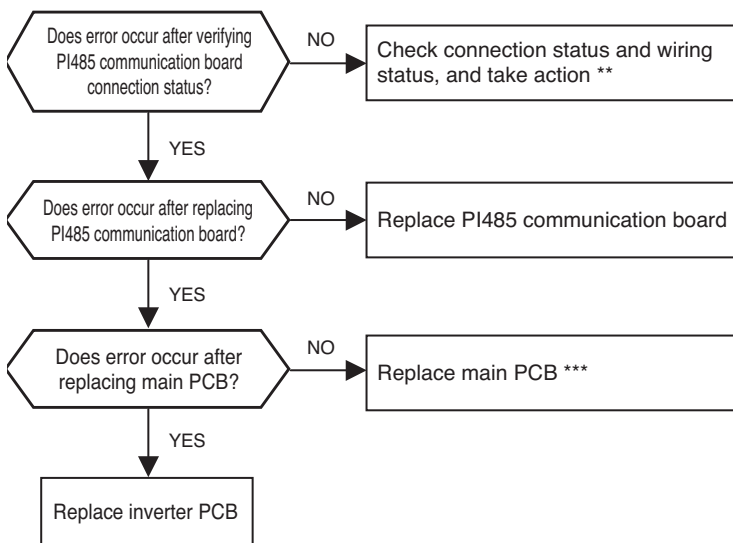 Does error occur after verifying
PI485 communication board
connection status?
NO
Check connection status and wiring
status, and take action **
YES
Does error occur after replacing
PI485 communication board?
NO
Replace PI485 communication board
YES
Does error occur after
replacing main PCB?
NO
Replace main PCB ***
YES
Replace inverter PCB